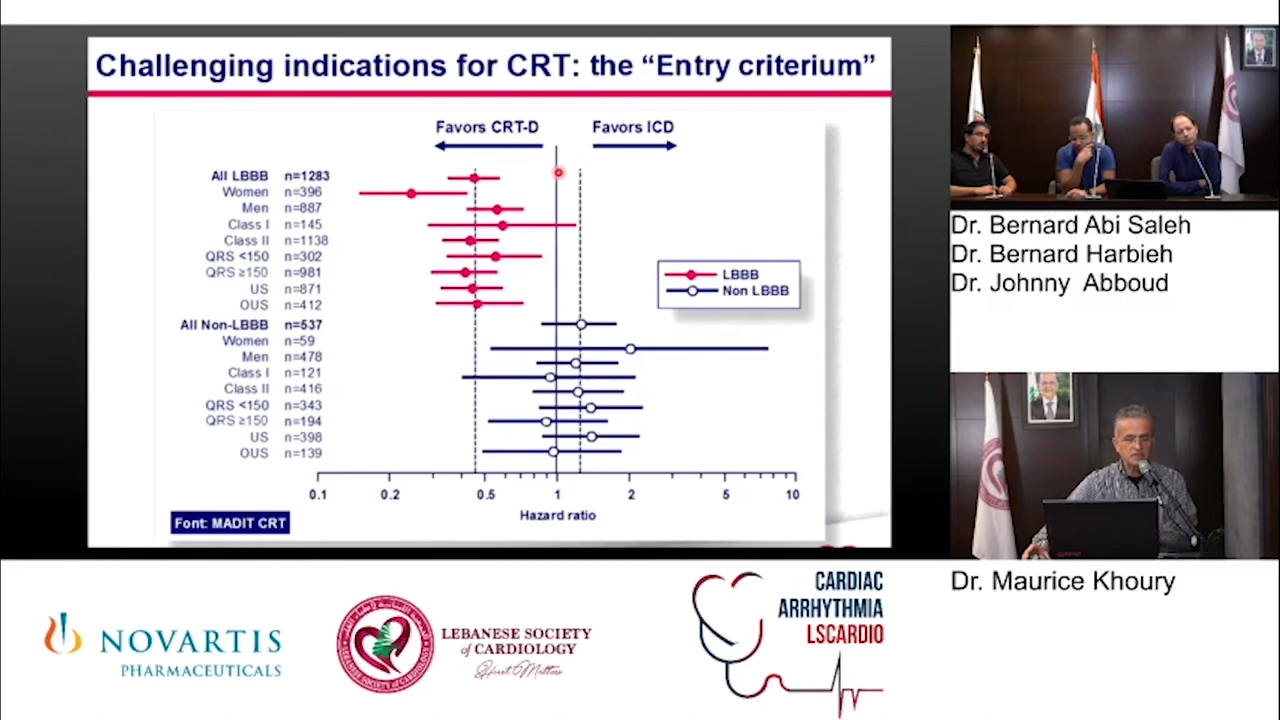 Challenging indications for CRT: the “Entry criterium”
Favors CRT-D
Favors ICD
All LBBB n=1283
Women n=396
Men n=887
Class I n=145
Class II n=1138
QRS <150 n=302
QRS ≥150 n=981
US n=871
OUS n=412
All Non-LBBB n=537
Women n=59
Men n=478
Class I n=121
Class II n=416
QRS <150 n=343
QRS ≥150 n=194
US n=398
OUS n=139
LBBB
Non LBBB
0.1 0.2 0.5 1 2 5 10
Hazard ratio
Font: MADIT CRT
Dr. Bernard Abi Saleh
Dr. Bernard Harbieh
Dr. Johnny Abboud
Dr. Maurice Khoury
NOVARTIS
PHARMACEUTICALS
LEBANESE SOCIETY
of CARDIOLOGY
Heart Matters
CARDIAC
ARRHYTHMIA
LSCARDIO